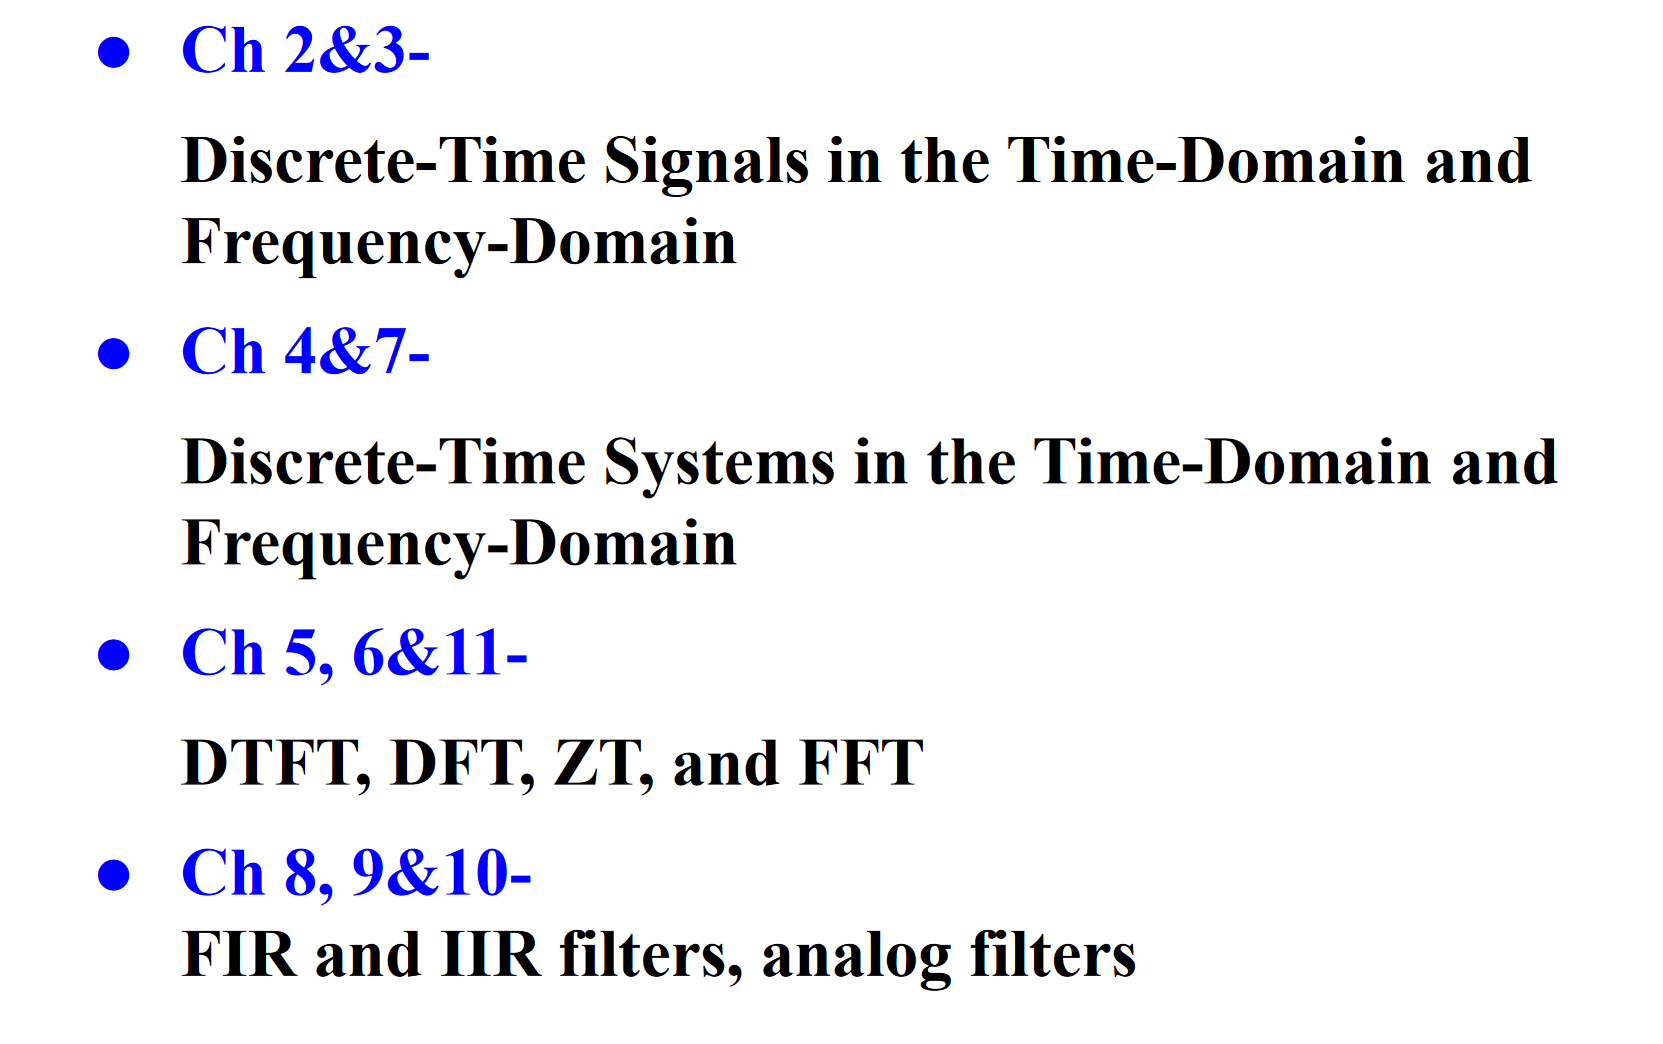 ● Ch 2&3-
Discrete-Time Signals in the Time-Domain and
Frequency-Domain
● Ch 4&7-
Discrete-Time Systems in the Time-Domain and
Frequency-Domain
● Ch 5, 6&11-
DTFT, DFT, ZT, and FFT
● Ch 8, 9&10-
FIR and IIR filters, analog filters